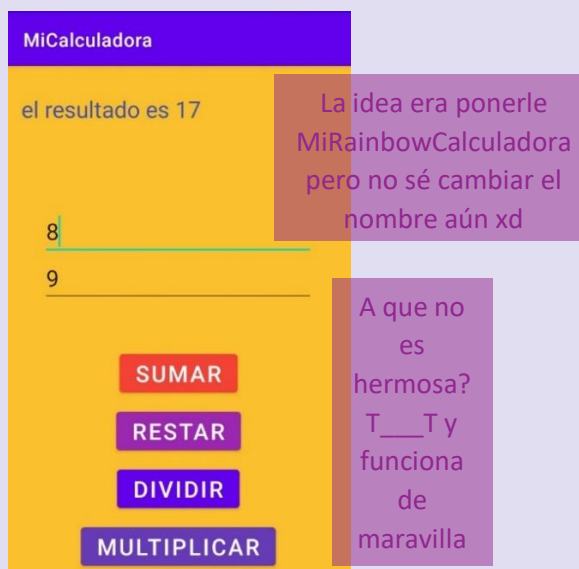 MiCalculadora
el resultado es 17
La idea era ponerle
MiRainbowCalculadora
pero no sé cambiar el
nombre aún xd
8
9
A que no
es
hermosa?
T___T y
funciona
de
maravilla
SUMAR
RESTAR
DIVIDIR
MULTIPLICAR